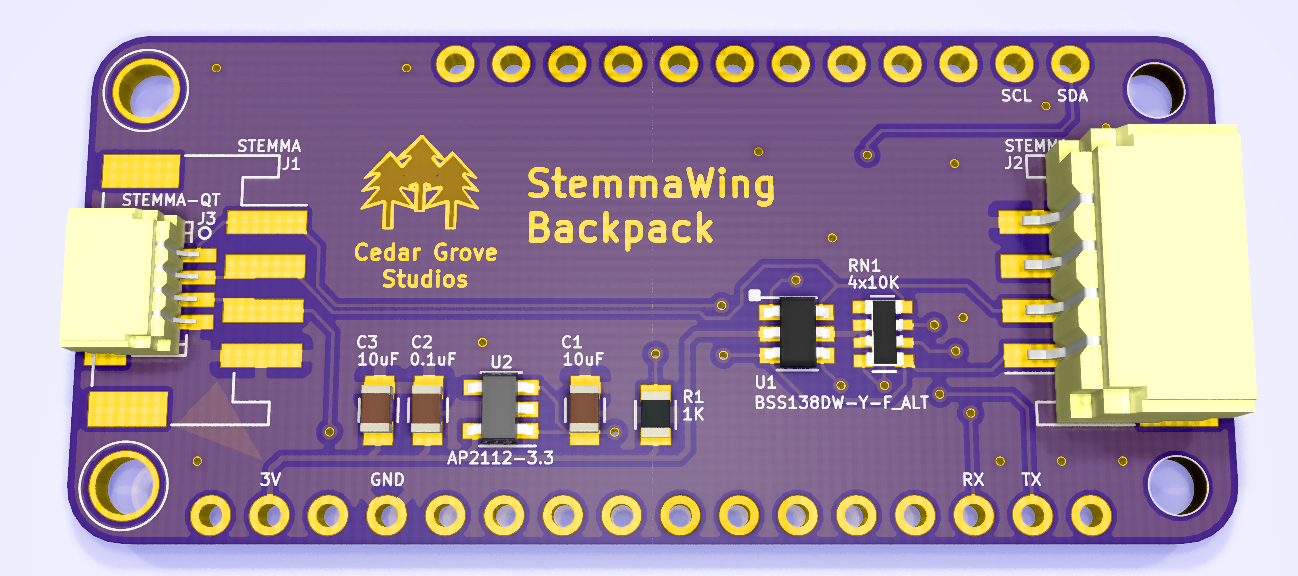 SCL SDA
STEMMA
J1
STEMMA
J2
STEMMA-QT
J3
StemmaWing
Backpack
Cedar Grove
Studios
RN1
4x10K
C3
10uF
C2
0.1uF
U2
C1
10uF
R1
1K
U1
BSS138DW-Y-F_ALT
AP2112-3.3
3V
GND
RX
TX